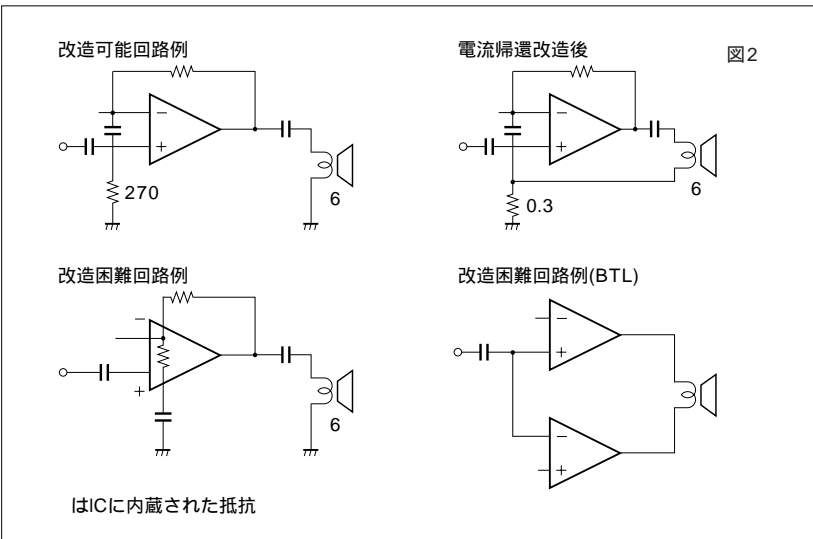 改造可能回路例
電流帰還改造後
図2
−
+
270
6
−
+
0.3
6
改造困難回路例
改造困難回路例(BTL)
−
+
6
−
+
−
+
はICに内蔵された抵抗